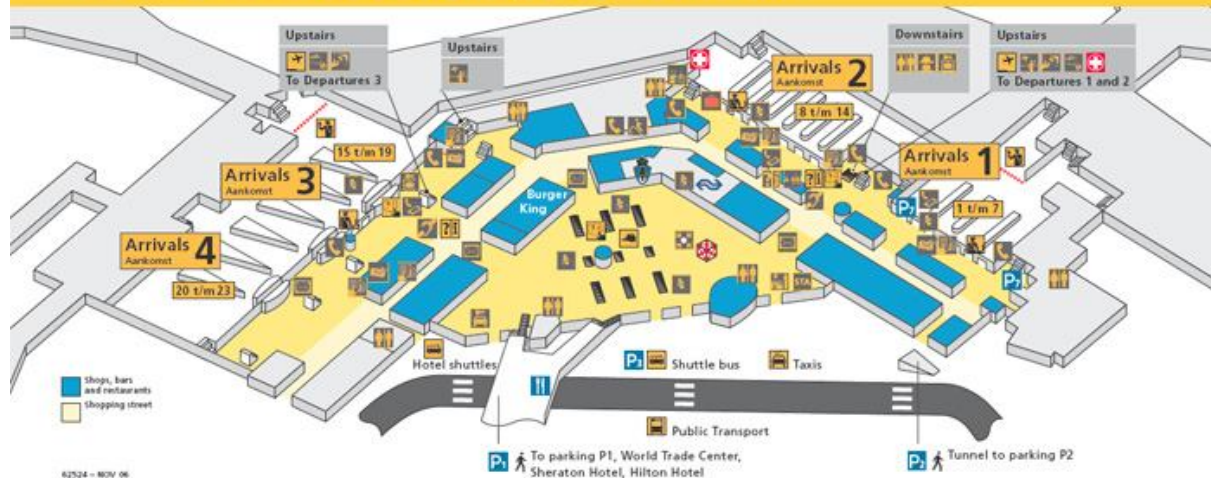 Upstairs
To Departures 3
Upstairs
Downstairs
Upstairs
To Departures 1 and 2
Arrivals 2
Aankomst
8 t/m 14
Arrivals 1
Aankomst
1 t/m 7
15 t/m 19
Arrivals 3
Aankomst
Burger
King
Arrivals 4
Aankomst
20 t/m 23
P7
P7
Hotel shuttles
P3 Shuttle bus
Taxis
Shops, bars
and restaurants
Shopping street
Public Transport
P1 To parking P1, World Trade Center,
Sheraton Hotel, Hilton Hotel
P2 Tunnel to parking P2
62524 – NOV 06